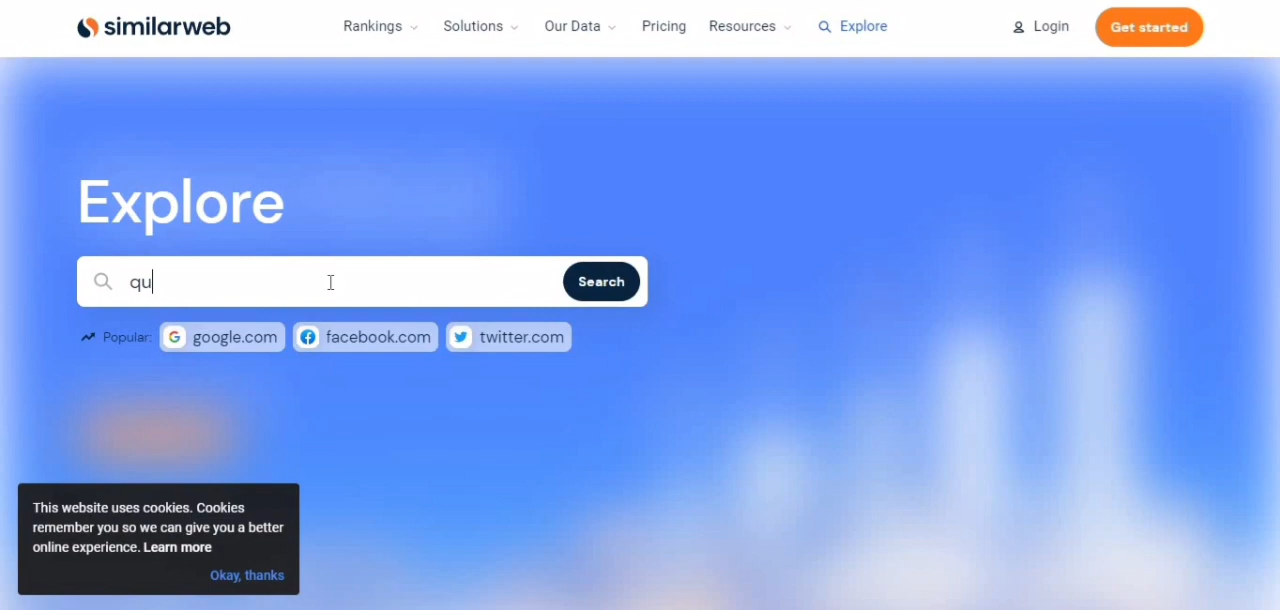 similarweb Rankings Solutions Our Data Pricing Resources Explore Login Get started
Explore
qu Search
Popular: google.com facebook.com twitter.com
This website uses cookies. Cookies
remember you so we can give you a better
online experience. Learn more
Okay, thanks